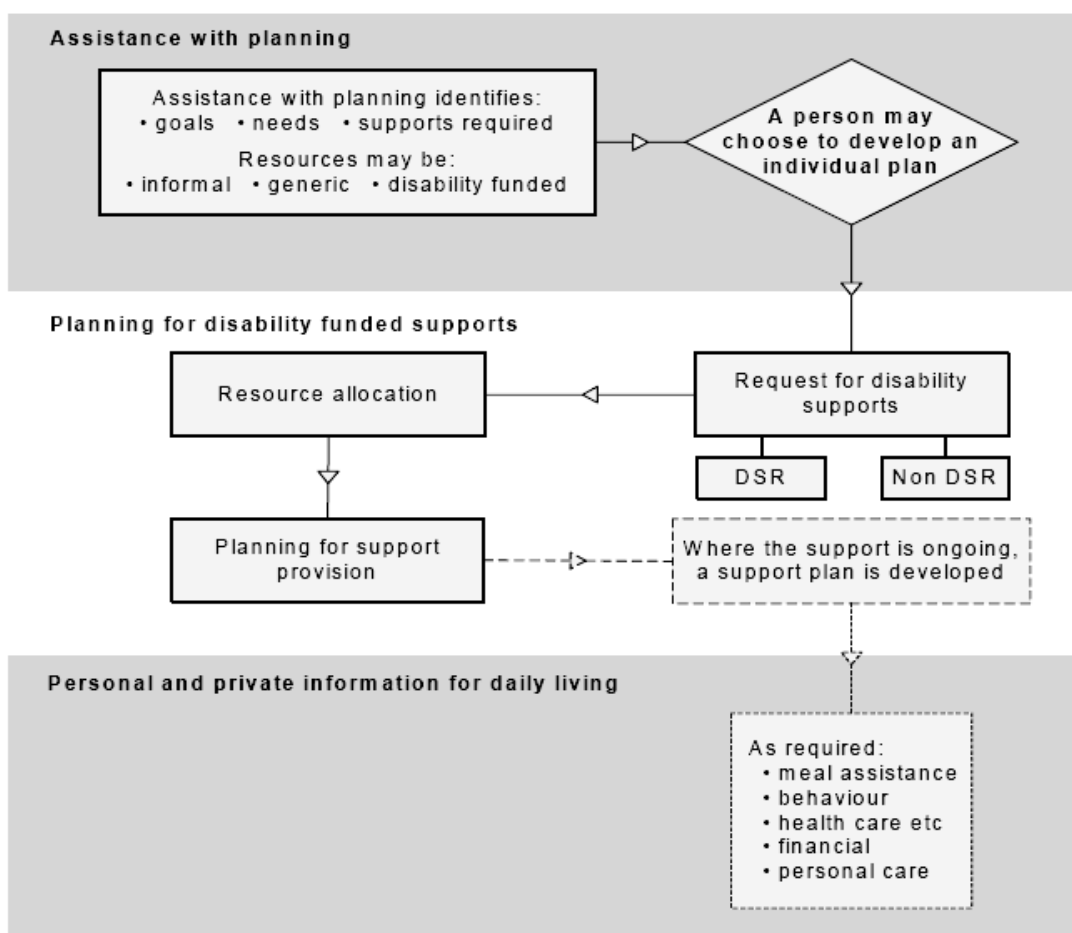 Assistance with planning
Assistance with planning identifies:
• goals • needs • supports required
Resources may be:
• informal • generic • disability funded
A person may
choose to develop an
individual plan
Planning for disability funded supports
Request for disability
supports
DSR
Non DSR
Resource allocation
Planning for support
provision
Where the support is ongoing,
a support plan is developed
Personal and private information for daily living
As required:
• meal assistance
• behaviour
• health care etc
• financial
• personal care